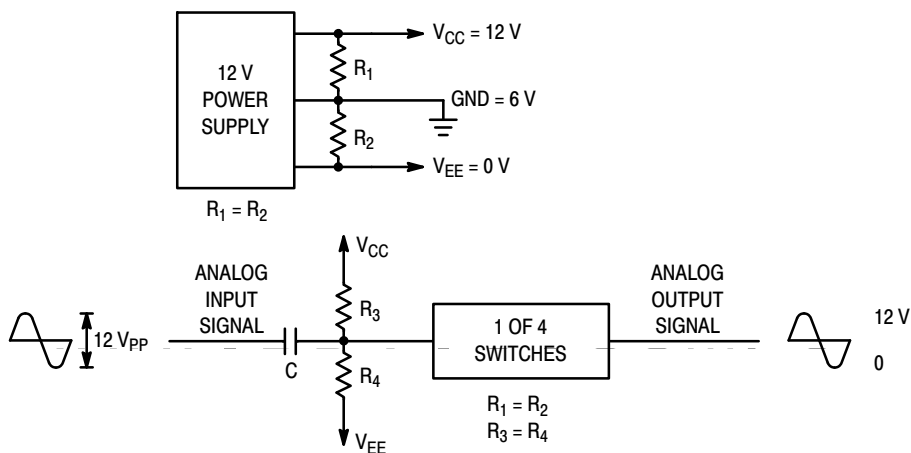 12 V
POWER
SUPPLY
V_CC = 12 V
R_1
GND = 6 V
R_2
V_EE = 0 V
R_1 = R_2
V_CC
ANALOG
INPUT
SIGNAL
ANALOG
OUTPUT
SIGNAL
R_3
12 V_PP
1 OF 4
SWITCHES
12 V
0
C
R_4
R_1 = R_2
R_3 = R_4
V_EE